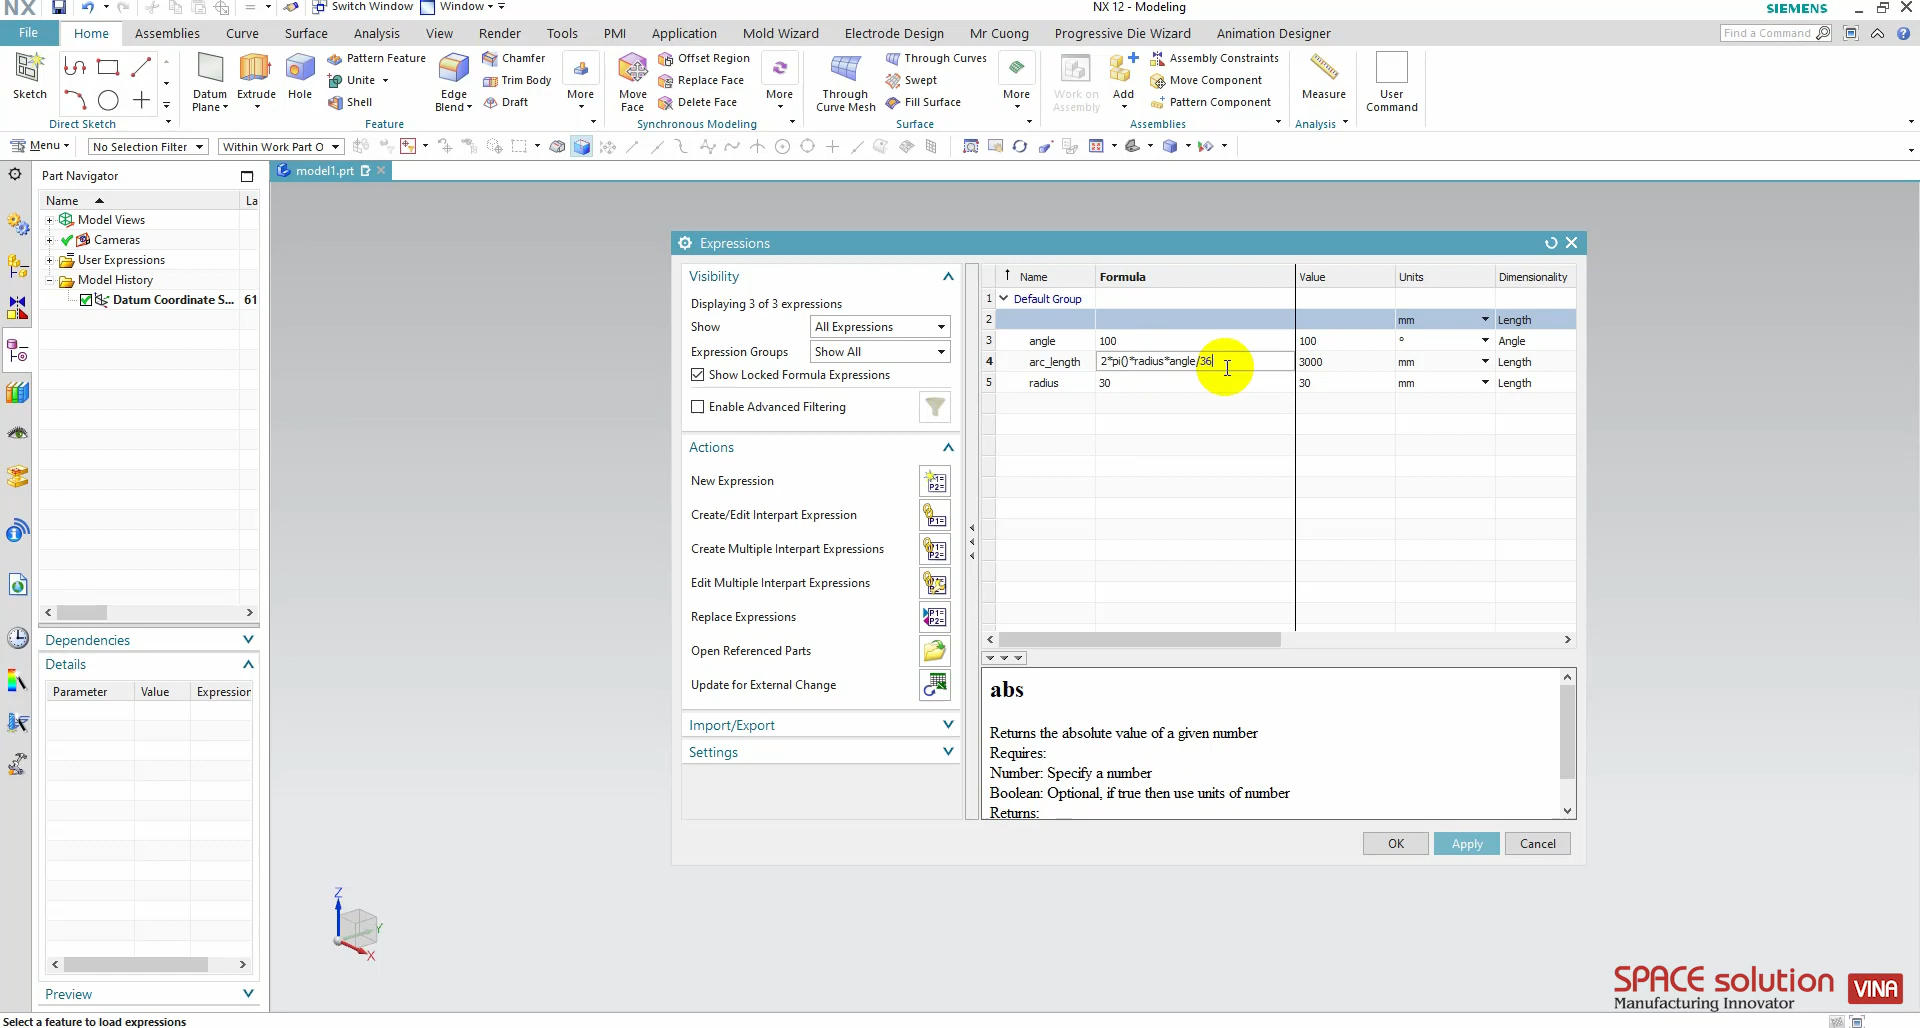 NX
Switch Window
Window
NX 12 - Modeling
SIEMENS
File
Home
Assemblies
Curve
Surface
Analysis
View
Render
Tools
PMI
Application
Mold Wizard
Electrode Design
Mr Cuong
Progressive Die Wizard
Animation Designer
Find a Command
Sketch
Direct Sketch
Datum Plane
Extrude
Hole
Pattern Feature
Unite
Shell
Edge Blend
Chamfer
Trim Body
Draft
More
Feature
Move Face
Offset Region
Replace Face
Delete Face
More
Synchronous Modeling
Through Curve Mesh
Through Curves
Swept
Fill Surface
More
Surface
Work on Assembly
Add
Assembly Constraints
Move Component
Pattern Component
Assemblies
Measure
Analysis
User Command
Menu
No Selection Filter
Within Work Part O
Part Navigator
model1.prt
Name
La
Model Views
Cameras
User Expressions
Model History
Datum Coordinate S... 61
Dependencies
Details
Parameter
Value
Expression
Preview
Select a feature to load expressions
Z
Y
X
Expressions
Visibility
Displaying 3 of 3 expressions
Show
All Expressions
Expression Groups
Show All
Show Locked Formula Expressions
Enable Advanced Filtering
Actions
New Expression
Create/Edit Interpart Expression
Create Multiple Interpart Expressions
Edit Multiple Interpart Expressions
Replace Expressions
Open Referenced Parts
Update for External Change
Import/Export
Settings
Name Formula Value Units Dimensionality
1 Default Group
2 mm Length
3 angle 100 100 ° Angle
4 arc_length 2*pi()*radius*angle/36 3000 mm Length
5 radius 30 30 mm Length
abs
Returns the absolute value of a given number
Requires:
Number: Specify a number
Boolean: Optional, if true then use units of number
Returns:
OK
Apply
Cancel
SPACE solution
Manufacturing Innovator
VINA